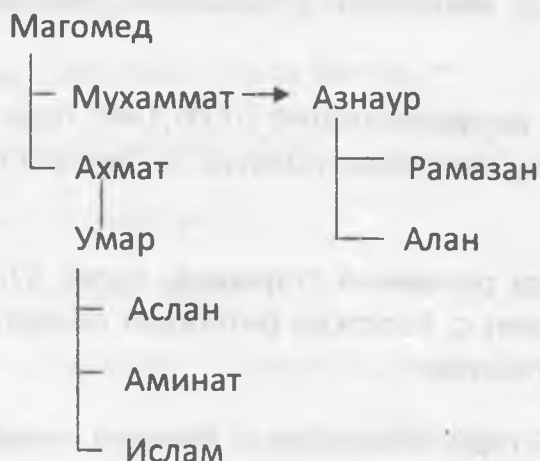 Магомед
Мухаммат Азнаур
Ахмат Рамазан
Умар Алан
Аслан
Аминат
Ислам